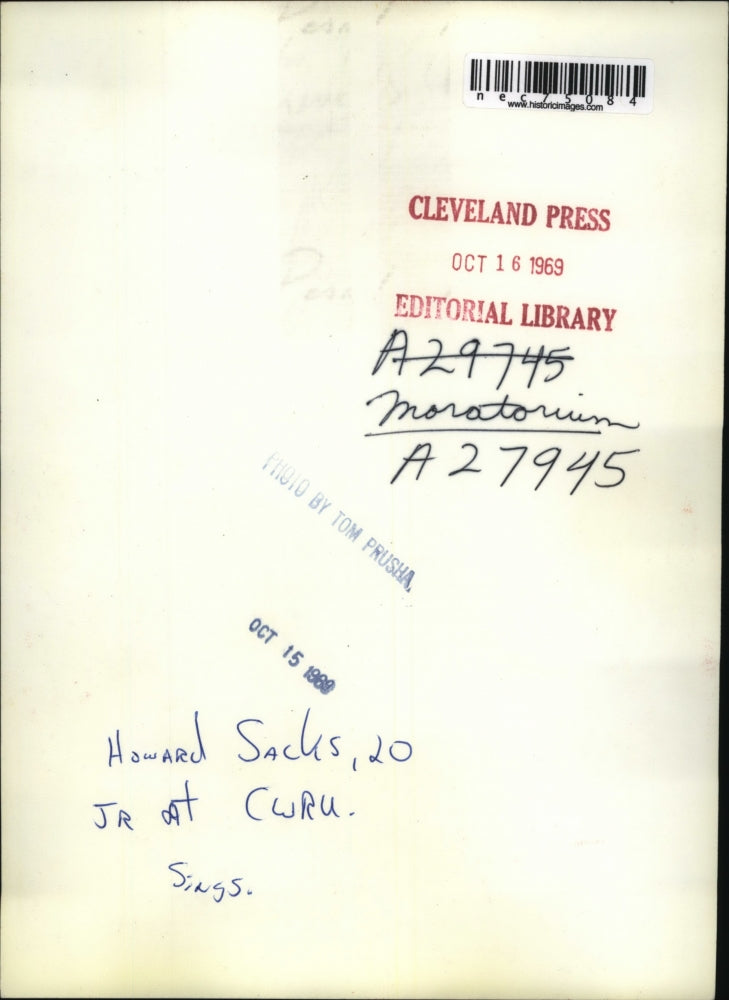 nec75084
www.historicimages.com
CLEVELAND PRESS
OCT 16 1969
EDITORIAL LIBRARY
A29745
Moratorium
A27945
PHOTO BY TOM PRUSHA,
OCT 15 1969
HOWARD SACKS, 20
JR At CWRU.
Sings.